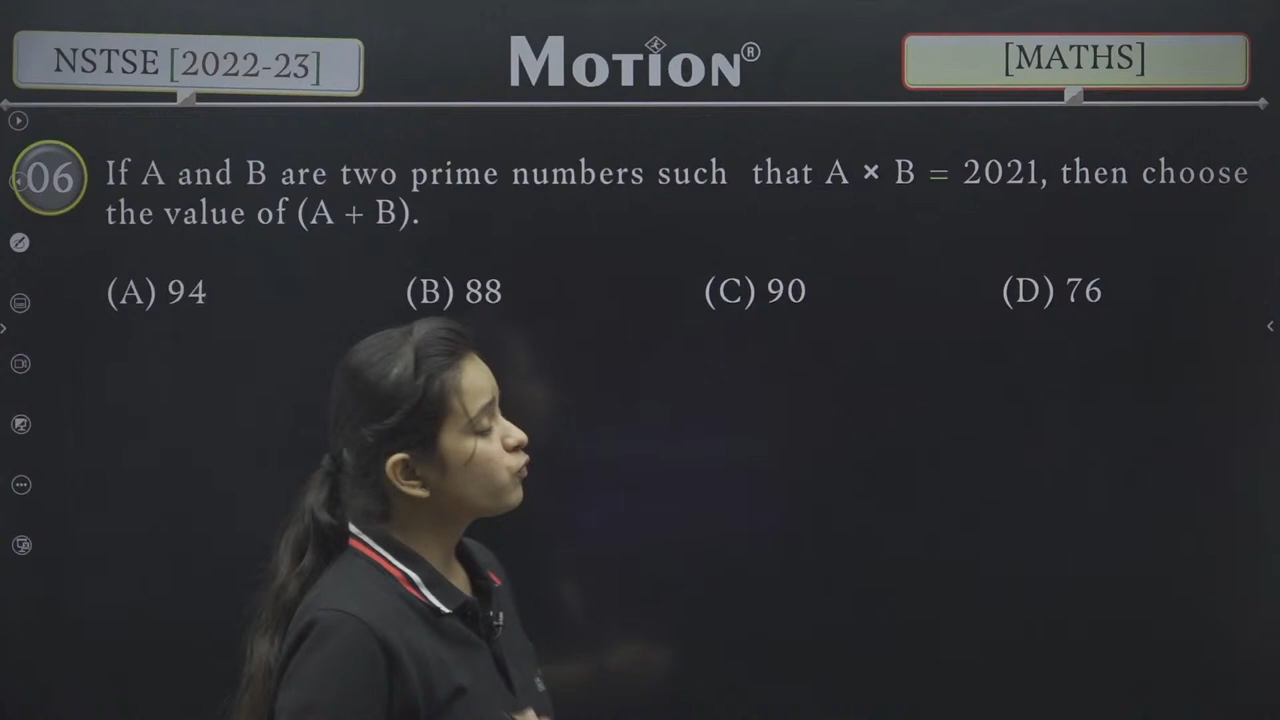 NSTSE [2022-23]
MOTION®
[MATHS]
06
If A and B are two prime numbers such that A × B = 2021, then choose
the value of (A + B).
(A) 94 (B) 88 (C) 90 (D) 76